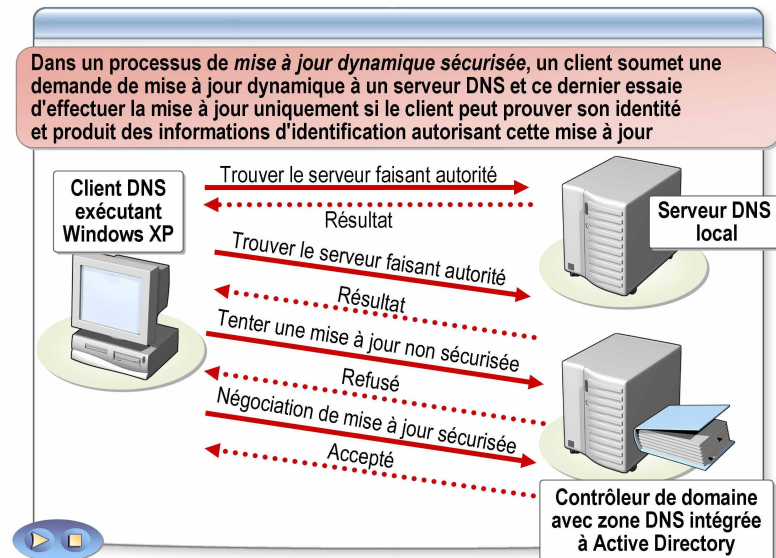 Dans un processus de mise à jour dynamique sécurisée, un client soumet une
demande de mise à jour dynamique à un serveur DNS et ce dernier essaie
d'effectuer la mise à jour uniquement si le client peut prouver son identité
et produit des informations d'identification autorisant cette mise à jour
Client DNS
exécutant
Windows XP
Trouver le serveur faisant autorité
Résultat
Serveur DNS
local
Trouver le serveur faisant autorité
Résultat
Tenter une mise à jour non sécurisée
Refusé
Négociation de mise à jour sécurisée
Accepté
Contrôleur de domaine
avec zone DNS intégrée
à Active Directory